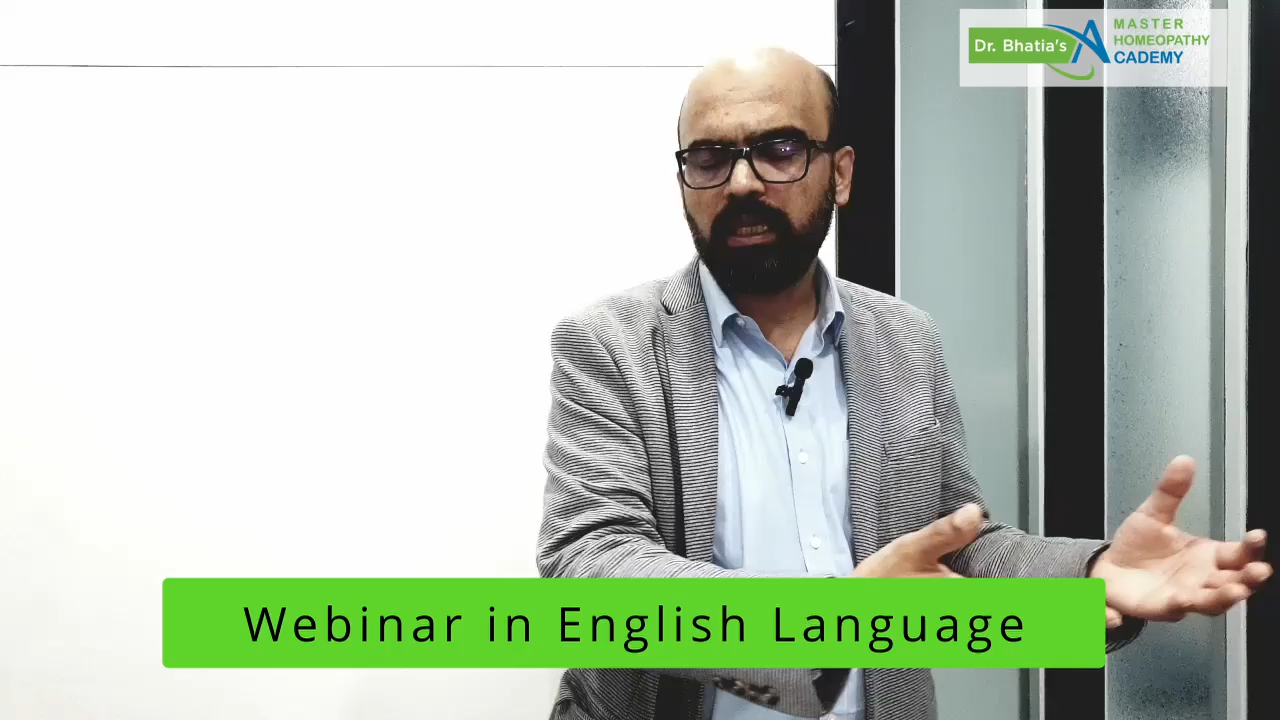 Dr. Bhatia's
MASTER
HOMEOPATHY
ACADEMY
Webinar in English Language